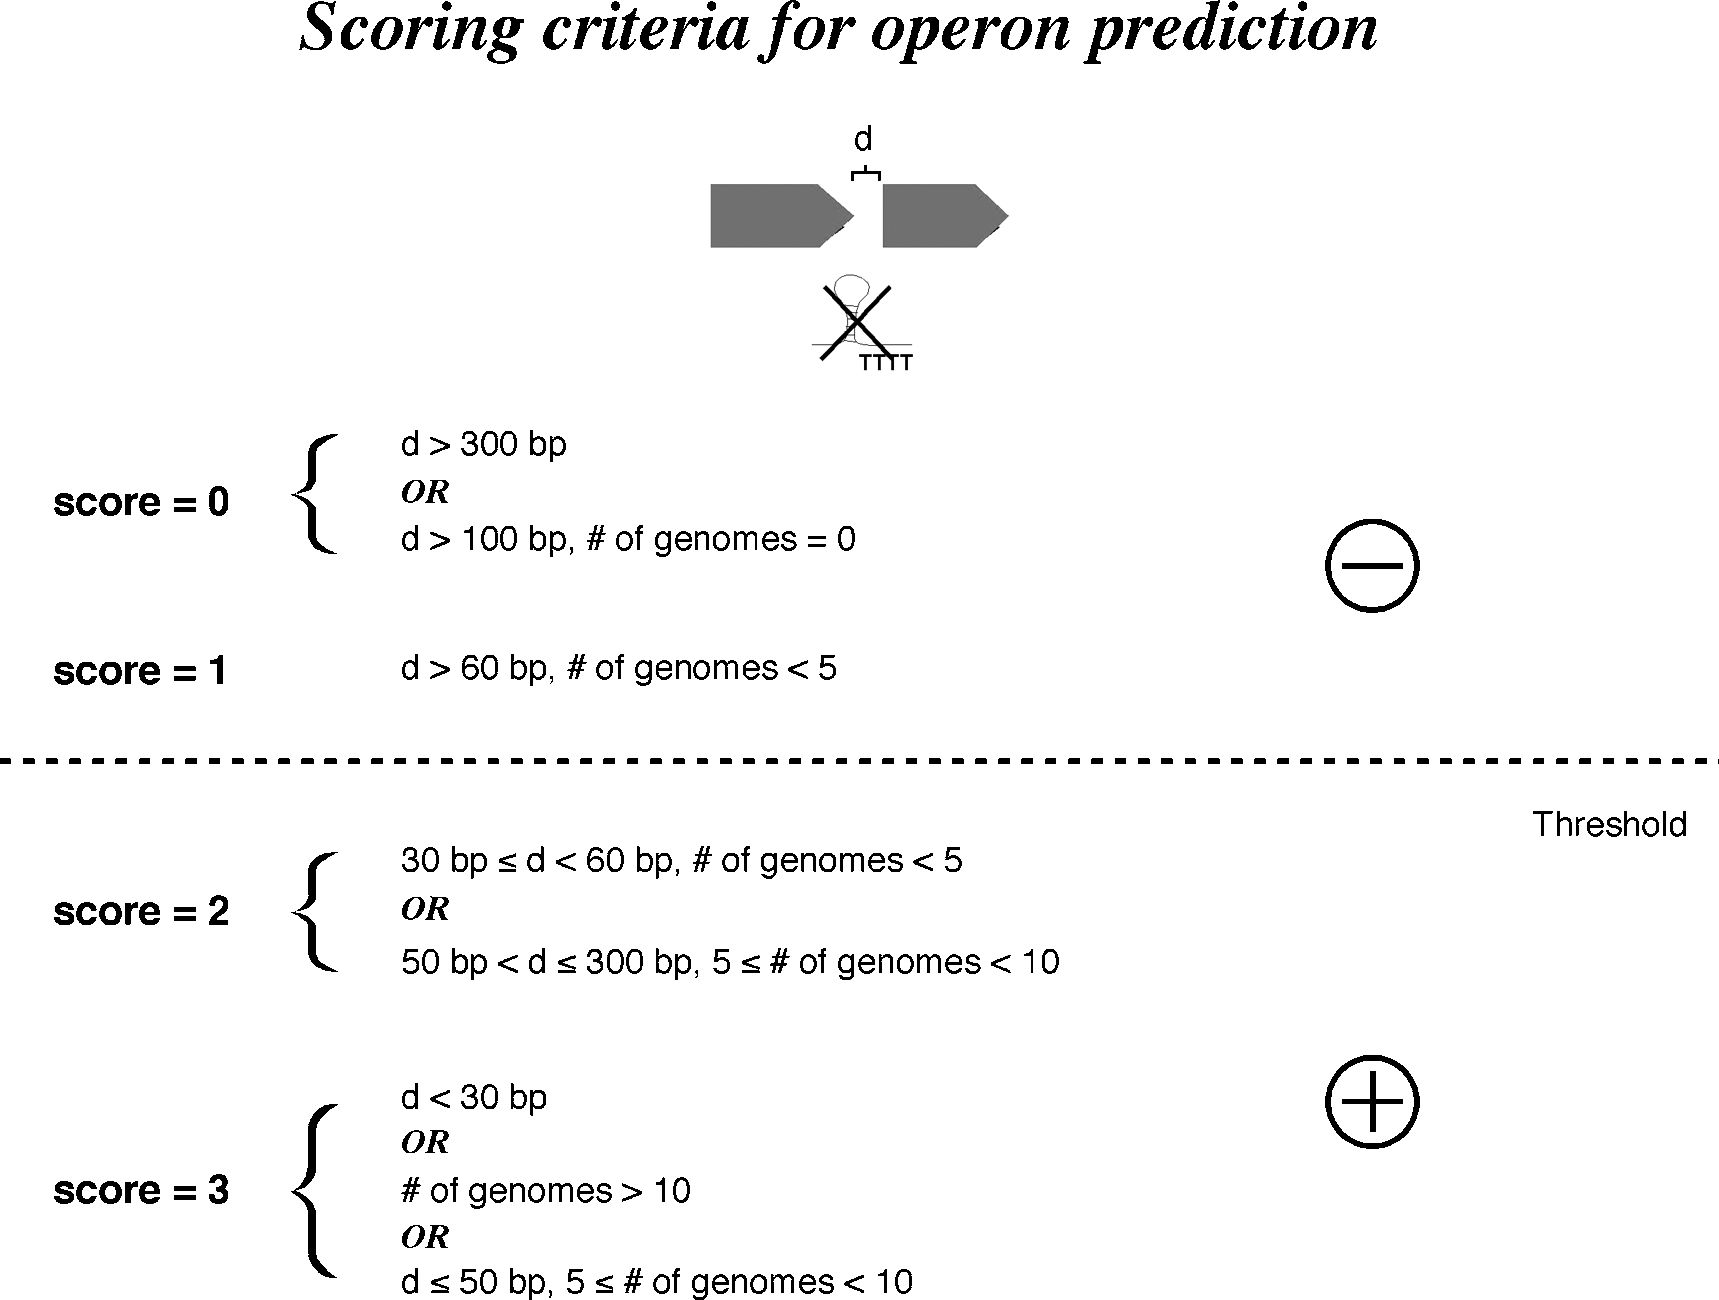 Scoring criteria for operon prediction
d
TTTT
score = 0
d > 300 bp
OR
d > 100 bp, # of genomes = 0
score = 1
d > 60 bp, # of genomes < 5
Threshold
score = 2
30 bp ≤ d < 60 bp, # of genomes < 5
OR
50 bp < d ≤ 300 bp, 5 ≤ # of genomes < 10
score = 3
d < 30 bp
OR
# of genomes > 10
OR
d ≤ 50 bp, 5 ≤ # of genomes < 10